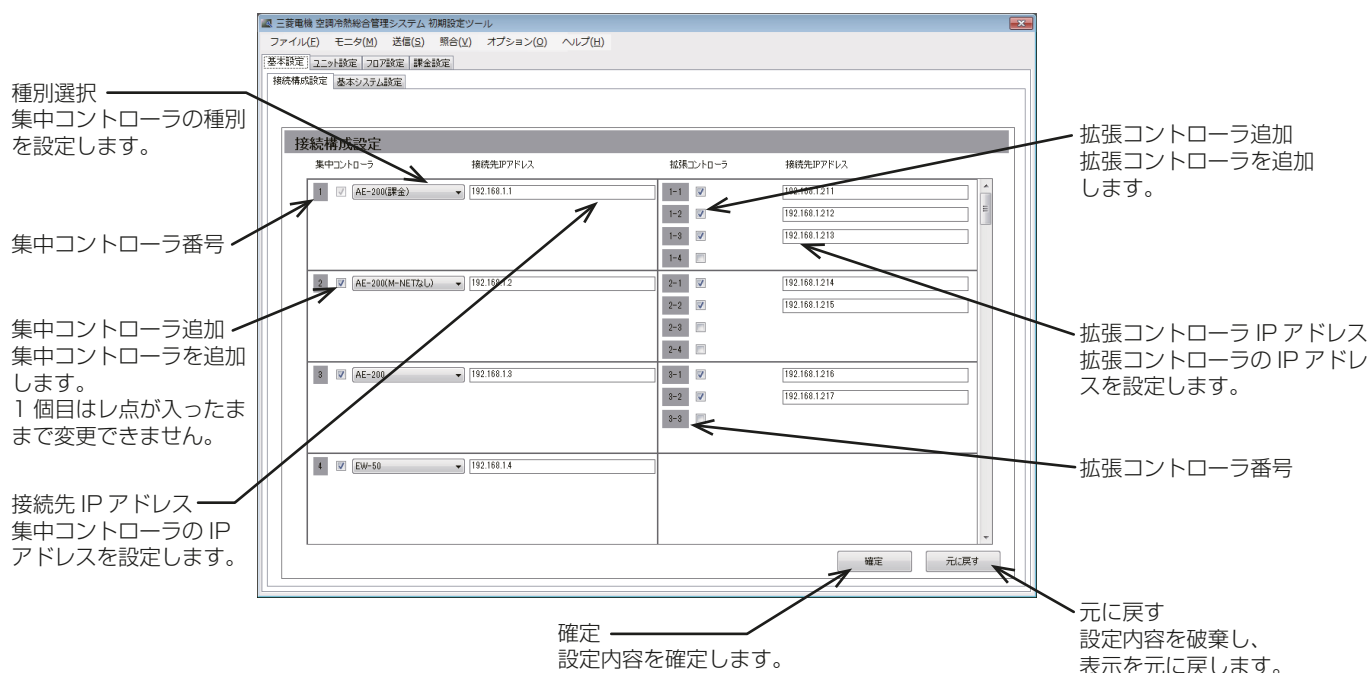 三菱電機 空調冷熱総合管理システム 初期設定ツール
ファイル(F) モニタ(M) 送信(S) 照合(V) オプション(O) ヘルプ(H)
基本設定 ユニット設定 フロア設定 課金設定
接続構成設定 基本システム設定
接続構成設定
集中コントローラ 接続先IPアドレス 拡張コントローラ 接続先IPアドレス
1 AE-200(課金) 192.168.1.1 1-1 192.168.1.211
1-2 192.168.1.212
1-3 192.168.1.213
1-4
2 AE-200(M-NETなし) 192.168.1.2 2-1 192.168.1.214
2-2 192.168.1.215
2-3
2-4
3 AE-200 192.168.1.3 3-1 192.168.1.216
3-2 192.168.1.217
3-3
4 EW-50 192.168.1.4
確定 元に戻す
種別選択
集中コントローラの種別
を設定します。
集中コントローラ番号
集中コントローラ追加
集中コントローラを追加
します。
1 個目はレ点が入ったま
まで変更できません。
接続先 IP アドレス
集中コントローラの IP
アドレスを設定します。
拡張コントローラ追加
拡張コントローラを追加
します。
拡張コントローラ IP アドレス
拡張コントローラの IP アドレ
スを設定します。
拡張コントローラ番号
確定
設定内容を確定します。
元に戻す
設定内容を破棄し、
表示を元に戻します。